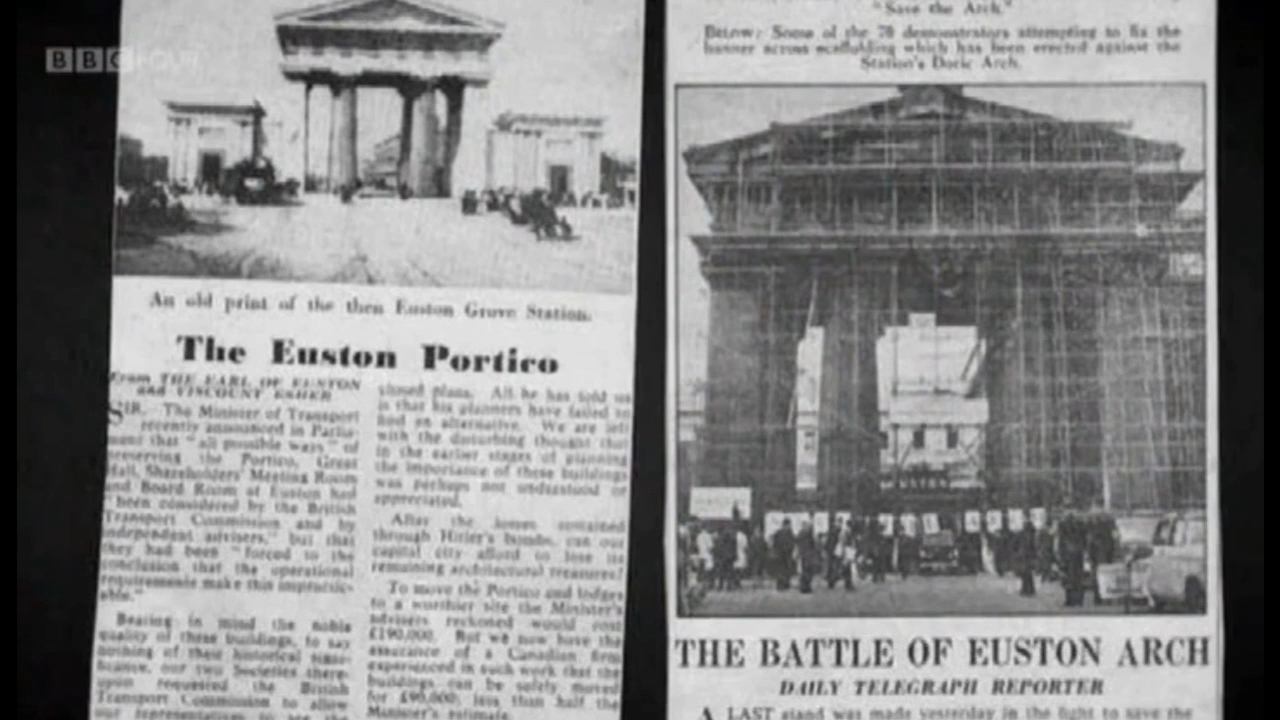 BBC FOUR
An old print of the then Euston Grove Station.
The Euston Portico
From THE EARL OF EUSTON
and VISCOUNT ESHER
SIR. The Minister of Transport
recently announced in Parlia-
ment that "all possible ways" of
preserving the Portico, Great
Hall, Shareholders' Meeting Room
and Board Room at Euston had
"been considered by the British
Transport Commission and by
independent advisers," but that
they had been "forced to the
conclusion that the operational
requirements make this impractic-
able."
Bearing in mind the noble
quality of these buildings, to say
nothing of their historical
our two Societies there-
upon requested the British
Transport Commission to allow
our representatives to see the
plans. All he has told us
is that his planners have failed to
find an alternative. We are left
with the disturbing thought that
in the earlier stages of planning
the importance of these buildings
was perhaps not understood or
appreciated.
After the losses sustained
through Hitler's bombs, can our
capital city afford to lose its
remaining architectural treasures?
To move the Portico and lodges
to a worthier site the Minister's
advisers reckoned would cost
£190,000. But we now have the
assurance of a Canadian firm
experienced in such work that the
buildings can be safely moved
for £90,000, less than half the
Minister's estimate.
"Save the Arch."
BELOW: Some of the 70 demonstrators attempting to fix the
banner across scaffolding which has been erected against the
Station's Doric Arch.
EUSTON
THE BATTLE OF EUSTON ARCH
DAILY TELEGRAPH REPORTER
A LAST stand was made yesterday in the fight to save the